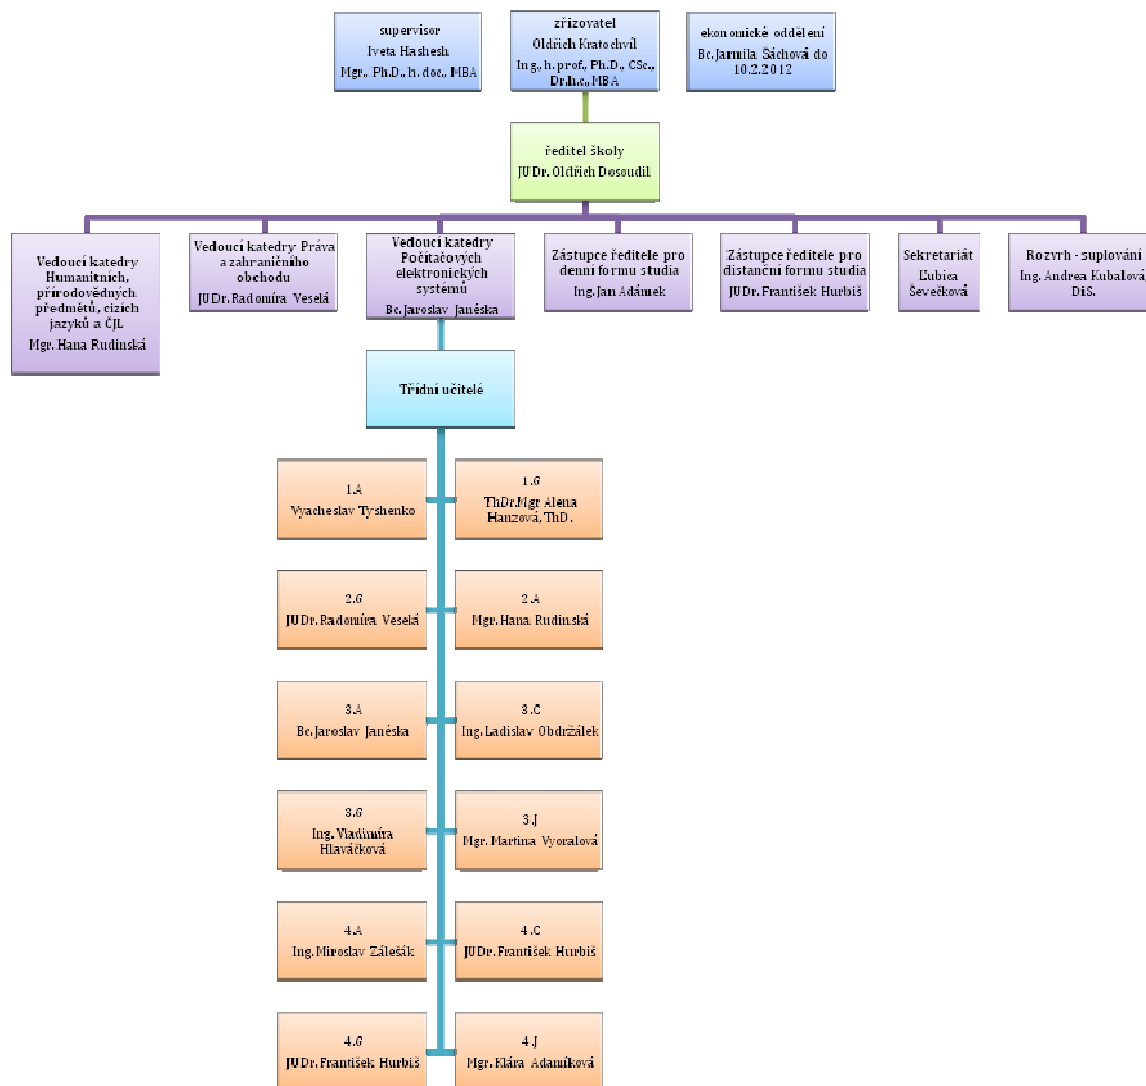 supervisor
Iveta Hashesh
Mgr., Ph.D., h. doc., MBA
zřizovatel
Oldřich Kratochvíl
Ing., h. prof., Ph.D., CSc.,
Dr.h.c., MBA
ekonomické oddělení
Bc. Jarmila Šáchová do
10.2.2012
ředitel školy
JUDr. Oldřich Dosoudil
Vedoucí katedry
Humanitních,
přírodovědných
předmětů, cizích
jazyků a ČJL
Mgr. Hana Rudinská
Vedoucí katedry Práva
a zahraničního
obchodu
JUDr. Radomíra Veselá
Vedoucí katedry
Počítačových
elektronických
systémů
Bc. Jaroslav Janéska
Zástupce ředitele pro
denní formu studia
Ing. Jan Adámek
Zástupce ředitele pro
distanční formu studia
JUDr. František Hurbiš
Sekretariát
Ľubica
Ševečková
Rozvrh - suplování
Ing. Andrea Kubalová,
DiS.
Třídní učitelé
1.A
Vyacheslav Tyshenko
1.G
ThDr.Mgr Alena
Hanzová, ThD.
2.G
JUDr. Radomíra Veselá
2.A
Mgr. Hana Rudinská
3.A
Bc. Jaroslav Janéska
3.C
Ing. Ladislav Obdržálek
3.G
Ing. Vladimíra
Hlaváčková
3.J
Mgr. Martina Vyoralová
4.A
Ing. Miroslav Zálešák
4.C
JUDr. František Hurbiš
4.G
JUDr. František Hurbiš
4.J
Mgr. Klára Adamíková